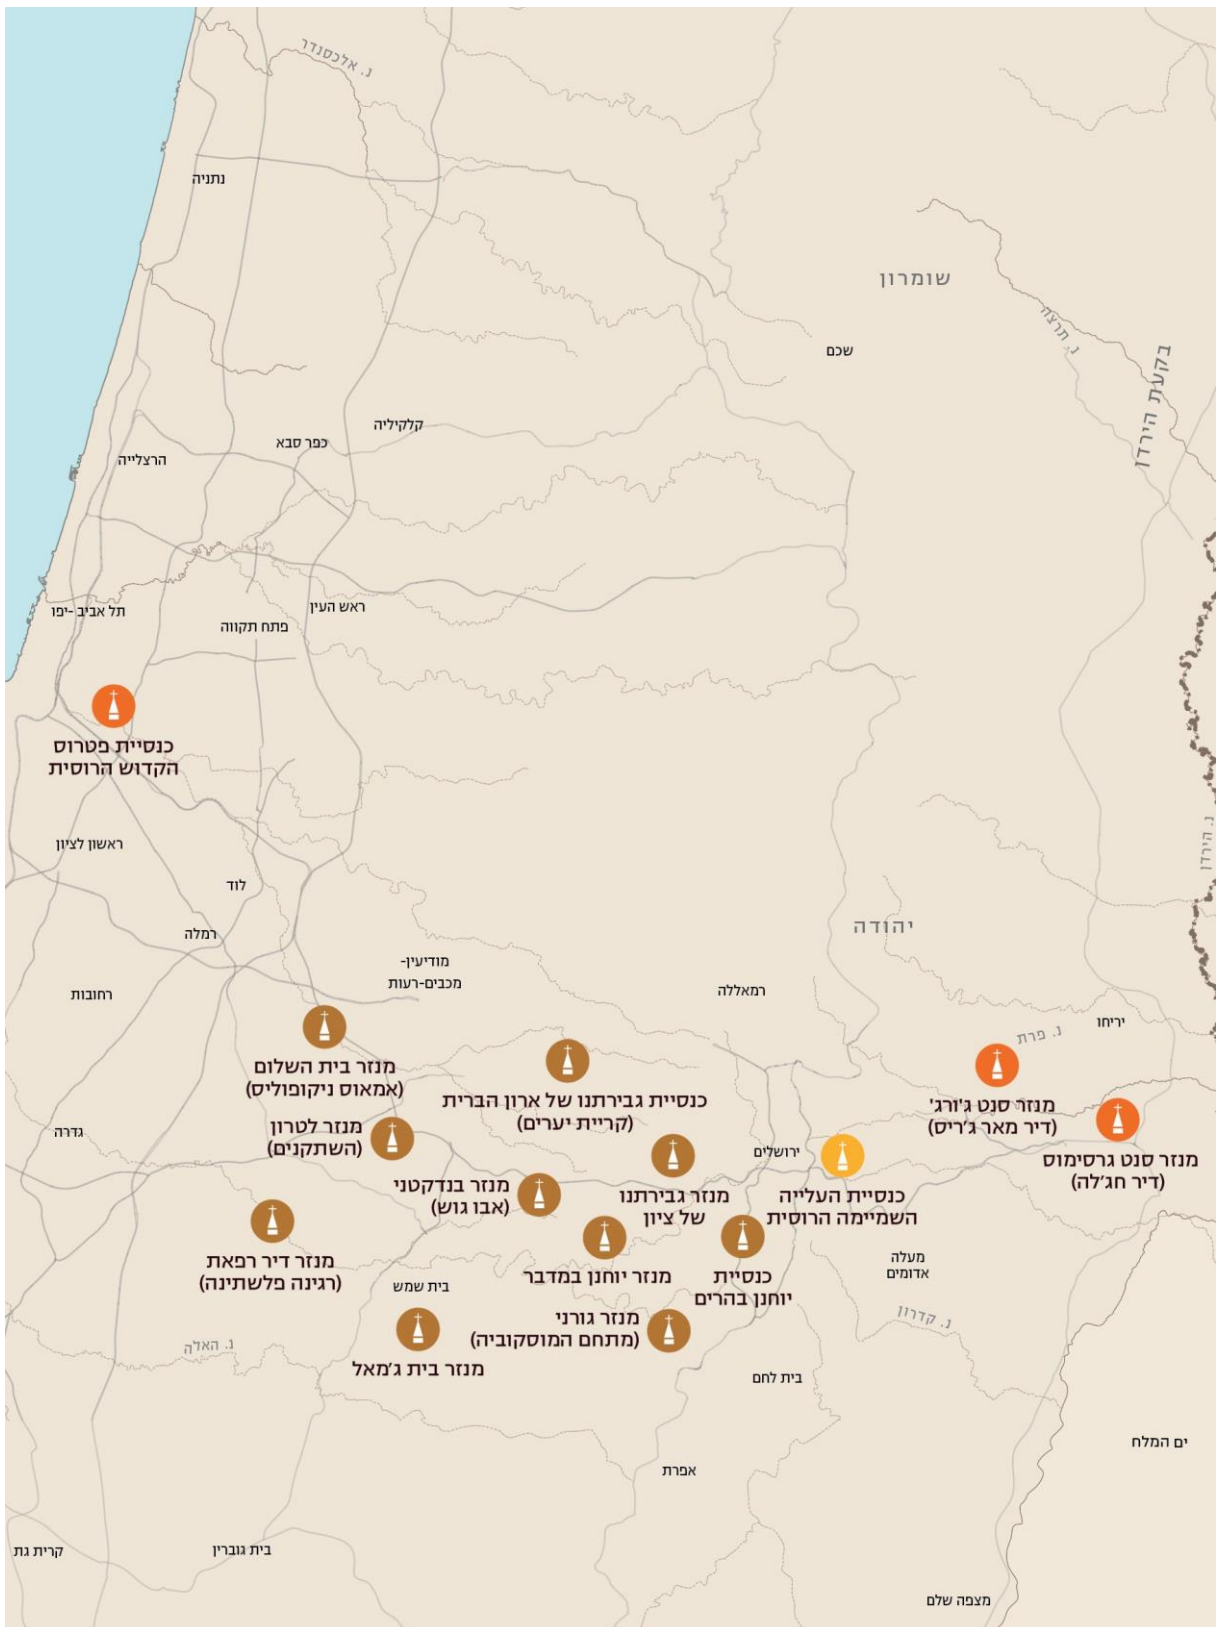 נ. אלכסנדר
נתניה
שומרון
נ. תרצה
שכם
בקעת הירדן
קלקיליה
כפר סבא
הרצלייה
ראש העין
תל אביב -יפו
פתח תקווה
כנסיית פטרוס
הקדוש הרוסית
נ. הירדן
ראשון לציון
לוד
יהודה
רמלה
מודיעין-
מכבים-רעות
רמאללה
רחובות
יריחו
נ. פרת
מנזר בית השלום
(אמאוס ניקופוליס)
כנסיית גבירתנו של ארון הברית
(קריית יערים)
מנזר סנט ג'ורג'
(דיר מאר ג'ריס)
מנזר לטרון
(השתקנים)
גדרה
ירושלים
מנזר סנט גרסימוס
(דיר חג'לה)
מנזר בנדקטני
(אבו גוש)
מנזר גבירתנו
של ציון
כנסיית העלייה
השמיימה הרוסית
מנזר דיר רפאת
(רגינה פלשתינה)
מנזר יוחנן במדבר
כנסיית
יוחנן בהרים
מעלה
אדומים
בית שמש
מנזר גורני
(מתחם המוסקוביה)
נ. קדרון
נ. האלה
מנזר בית ג'מאל
בית לחם
ים המלח
אפרת
קרית גת
בית גוברין
מצפה שלם